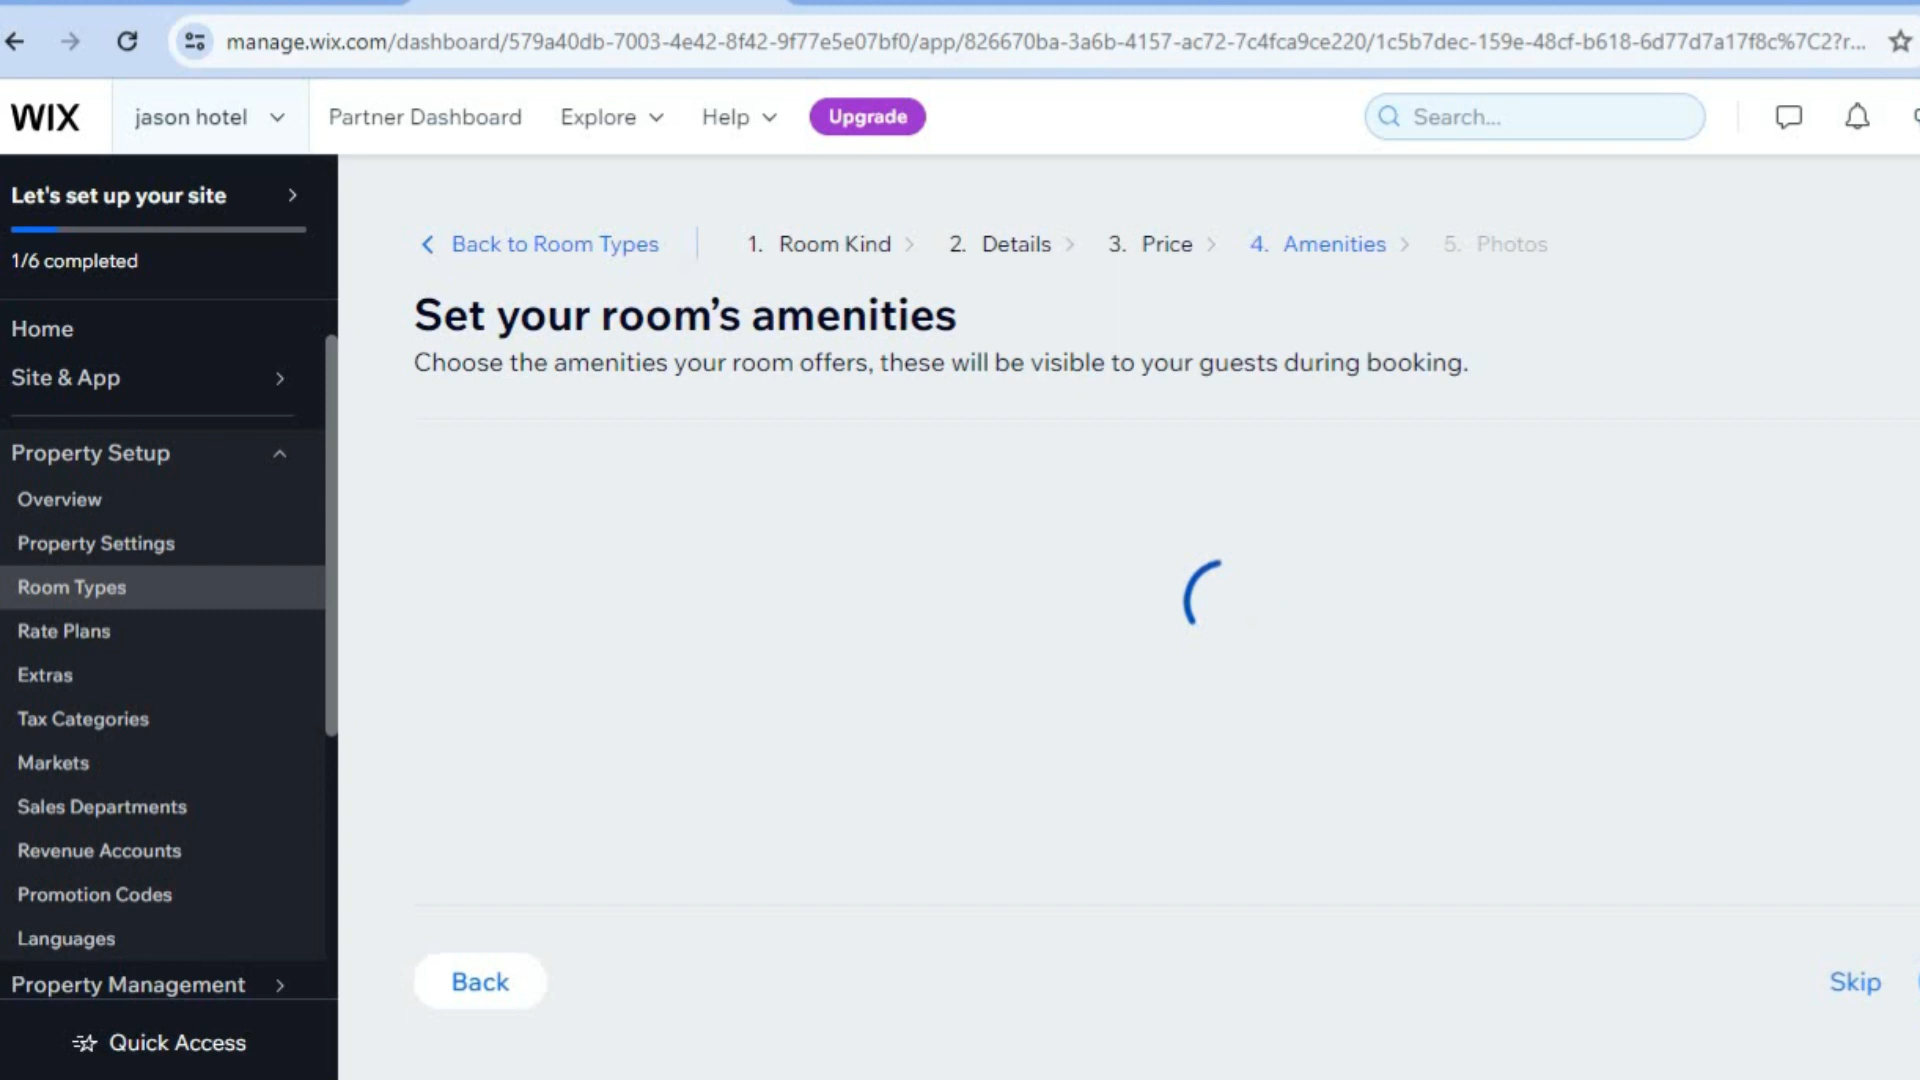 manage.wix.com/dashboard/579a40db-7003-4e42-8f42-9f77e5e07bf0/app/826670ba-3a6b-4157-ac72-7c4fca9ce220/1c5b7dec-159e-48cf-b618-6d77d7a17f8c%7C2?r...
WIX
jason hotel
Partner Dashboard
Explore
Help
Upgrade
Search...
Let's set up your site
1/6 completed
Home
Site & App
Property Setup
Overview
Property Settings
Room Types
Rate Plans
Extras
Tax Categories
Markets
Sales Departments
Revenue Accounts
Promotion Codes
Languages
Property Management
Quick Access
Back to Room Types
1. Room Kind
2. Details
3. Price
4. Amenities
5. Photos
Set your room’s amenities
Choose the amenities your room offers, these will be visible to your guests during booking.
Back
Skip